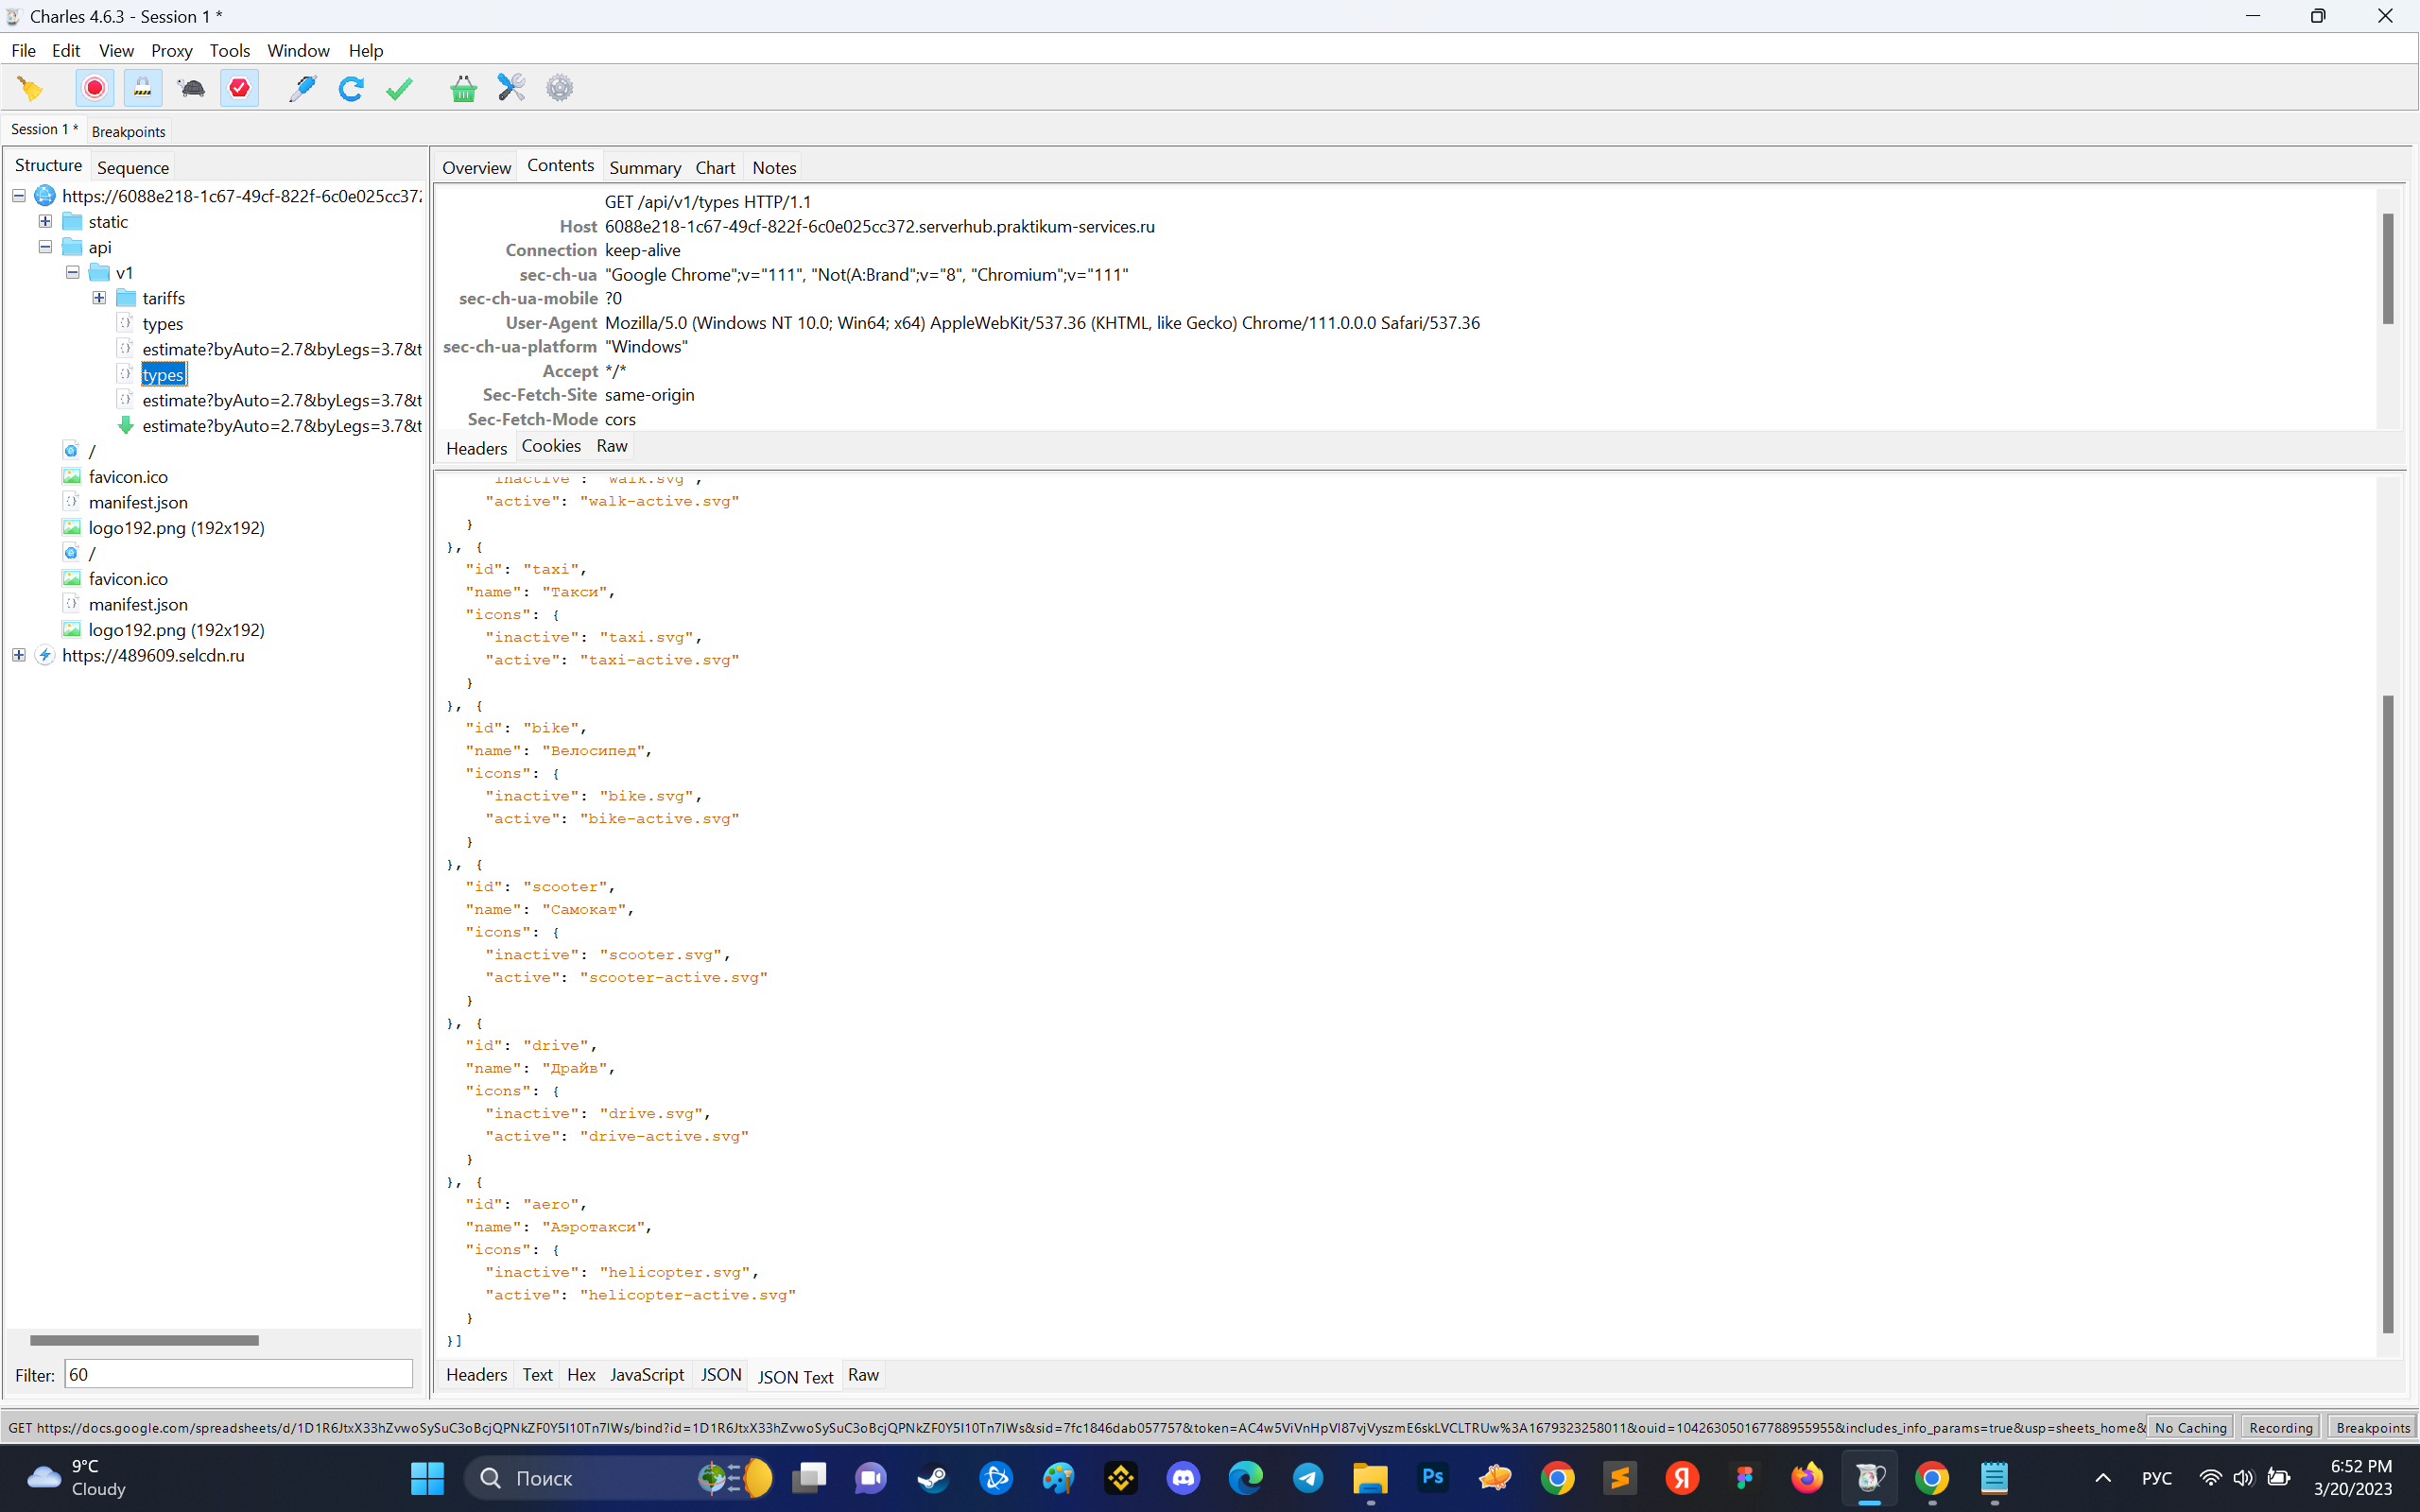 Charles 4.6.3 - Session 1 *
File Edit View Proxy Tools Window Help
Session 1 * Breakpoints
Structure Sequence
https://6088e218-1c67-49cf-822f-6c0e025cc372
static
api
v1
tariffs
types
estimate?byAuto=2.7&byLegs=3.7&t
types
estimate?byAuto=2.7&byLegs=3.7&t
estimate?byAuto=2.7&byLegs=3.7&t
/
favicon.ico
manifest.json
logo192.png (192x192)
/
favicon.ico
manifest.json
logo192.png (192x192)
https://489609.selcdn.ru
Filter: 60
Overview Contents Summary Chart Notes
GET /api/v1/types HTTP/1.1
Host 6088e218-1c67-49cf-822f-6c0e025cc372.serverhub.praktikum-services.ru
Connection keep-alive
sec-ch-ua "Google Chrome";v="111", "Not(A:Brand";v="8", "Chromium";v="111"
sec-ch-ua-mobile ?0
User-Agent Mozilla/5.0 (Windows NT 10.0; Win64; x64) AppleWebKit/537.36 (KHTML, like Gecko) Chrome/111.0.0.0 Safari/537.36
sec-ch-ua-platform "Windows"
Accept */*
Sec-Fetch-Site same-origin
Sec-Fetch-Mode cors
Headers Cookies Raw
"inactive": "walk.svg",
"active": "walk-active.svg"
}
}, {
"id": "taxi",
"name": "Такси",
"icons": {
"inactive": "taxi.svg",
"active": "taxi-active.svg"
}
}, {
"id": "bike",
"name": "Велосипед",
"icons": {
"inactive": "bike.svg",
"active": "bike-active.svg"
}
}, {
"id": "scooter",
"name": "Самокат",
"icons": {
"inactive": "scooter.svg",
"active": "scooter-active.svg"
}
}, {
"id": "drive",
"name": "Драйв",
"icons": {
"inactive": "drive.svg",
"active": "drive-active.svg"
}
}, {
"id": "aero",
"name": "Аэротакси",
"icons": {
"inactive": "helicopter.svg",
"active": "helicopter-active.svg"
}
}]
Headers Text Hex JavaScript JSON JSON Text Raw
GET https://docs.google.com/spreadsheets/d/1D1R6JtxX33hZvwoSySuC3oBcjQPNkZF0Y5I10Tn7IWs/bind?id=1D1R6JtxX33hZvwoSySuC3oBcjQPNkZF0Y5I10Tn7IWs&sid=7fc1846dab057757&token=AC4w5ViVnHpVI87vjVyszmE6skLVCLTRUw%3A1679323258011&ouid=104263050167788955955&includes_info_params=true&usp=sheets_home& No Caching Recording Breakpoints
9°C
Cloudy
Поиск
Ps
Я
РУС
6:52 PM
3/20/2023